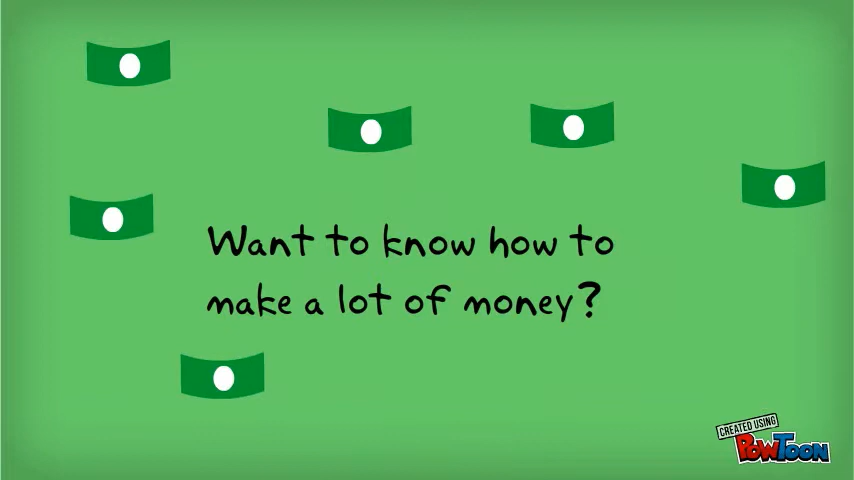 Want to know how to
make a lot of money?
CREATED USING
POWTOON